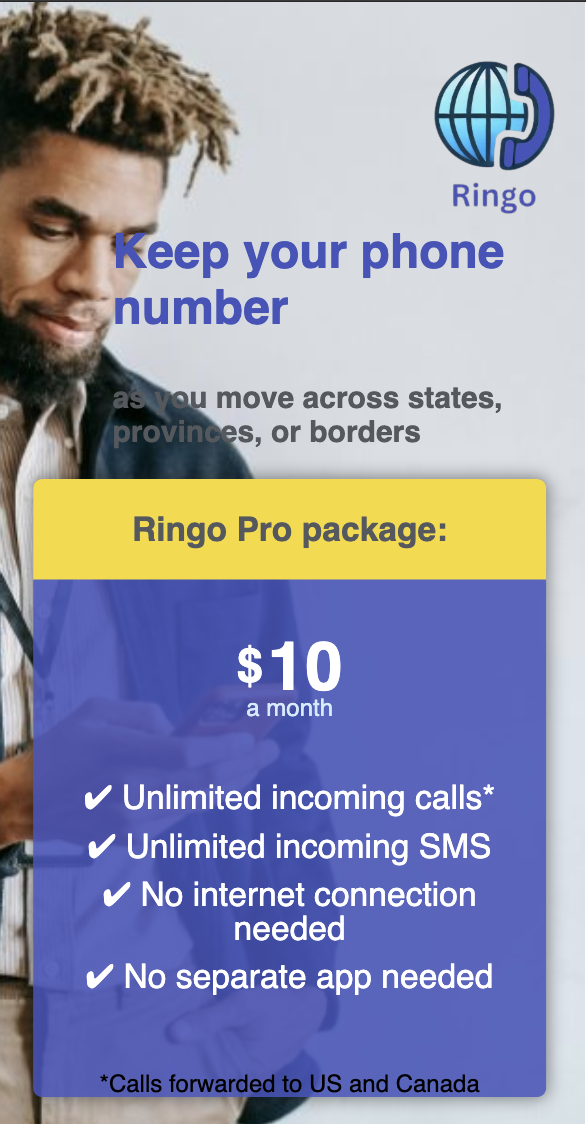 Ringo
Keep your phone
number
as you move across states,
provinces, or borders
Ringo Pro package:
$10
a month
✔ Unlimited incoming calls*
✔ Unlimited incoming SMS
✔ No internet connection
needed
✔ No separate app needed
*Calls forwarded to US and Canada